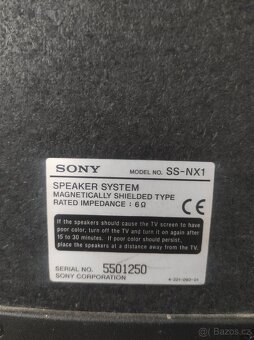 SONY MODEL NO. SS-NX1
SPEAKER SYSTEM
MAGNETICALLY SHIELDED TYPE
RATED IMPEDANCE : 6 Ω
CE
If the speakers should cause the TV screen to have
poor color, turn off the TV and turn it on again after
15 to 30 minutes. If poor color should persist,
place the speakers at a distance away from the TV.
SERIAL NO. 5501250
SONY CORPORATION
Bazoš.cz